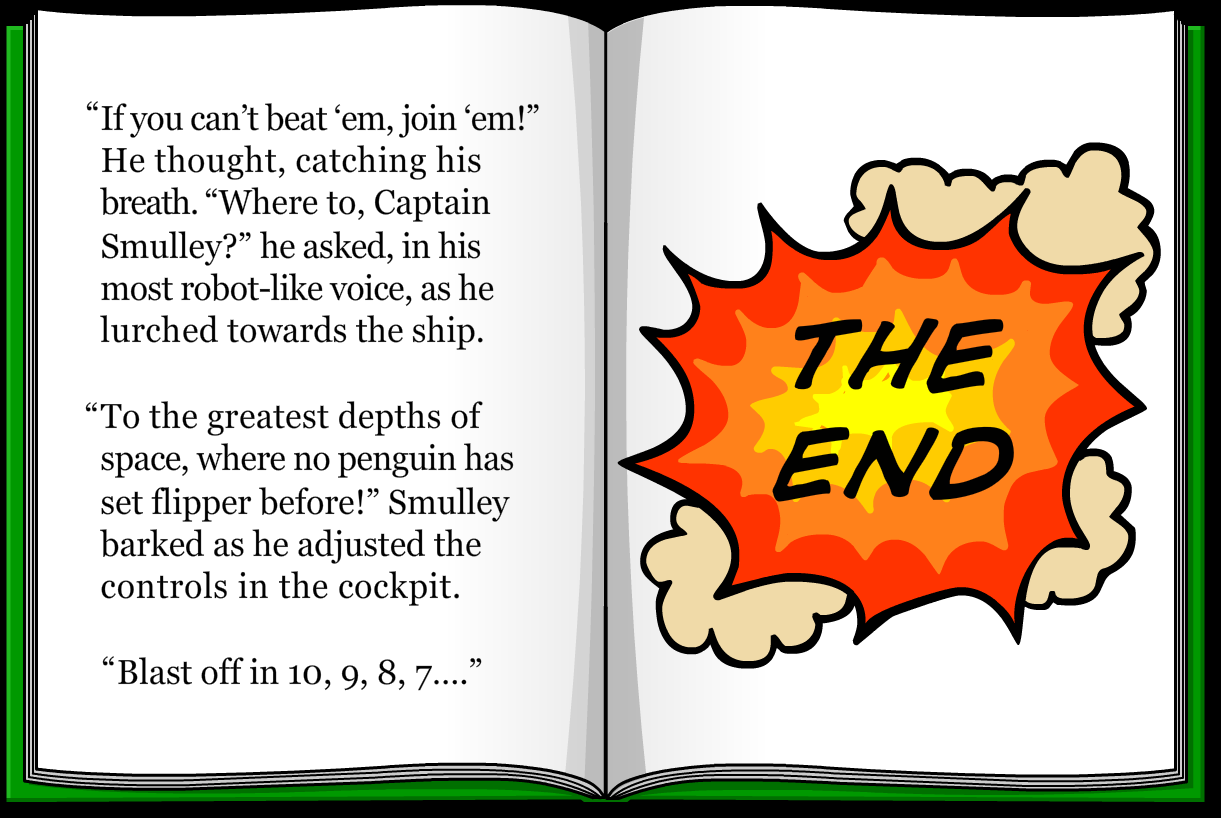 “If you can’t beat ‘em, join ‘em!”
He thought, catching his
breath. “Where to, Captain
Smulley?” he asked, in his
most robot-like voice, as he
lurched towards the ship.
“To the greatest depths of
space, where no penguin has
set flipper before!” Smulley
barked as he adjusted the
controls in the cockpit.
“Blast off in 10, 9, 8, 7....”
THE
END